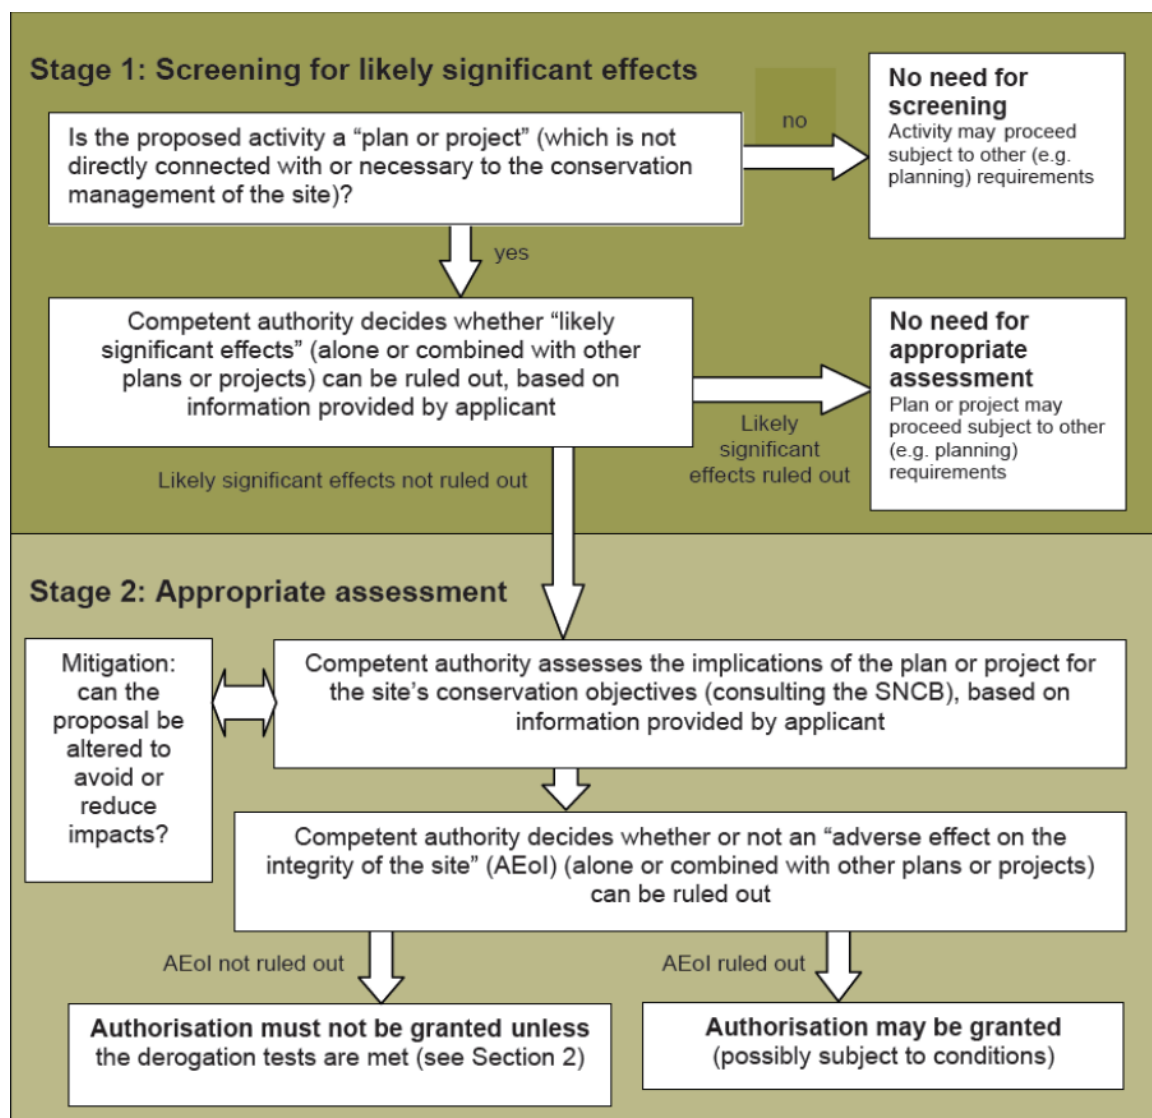 Stage 1: Screening for likely significant effects
Is the proposed activity a “plan or project” (which is not
directly connected with or necessary to the conservation
management of the site)?
no
No need for
screening
Activity may proceed
subject to other (e.g.
planning) requirements
yes
Competent authority decides whether “likely
significant effects” (alone or combined with other
plans or projects) can be ruled out, based on
information provided by applicant
Likely
significant
effects ruled out
No need for
appropriate
assessment
Plan or project may
proceed subject to other
(e.g. planning)
requirements
Likely significant effects not ruled out
Stage 2: Appropriate assessment
Mitigation:
can the
proposal be
altered to
avoid or
reduce
impacts?
Competent authority assesses the implications of the plan or project for
the site’s conservation objectives (consulting the SNCB), based on
information provided by applicant
Competent authority decides whether or not an “adverse effect on the
integrity of the site” (AEoI) (alone or combined with other plans or projects)
can be ruled out
AEoI not ruled out
AEoI ruled out
Authorisation must not be granted unless
the derogation tests are met (see Section 2)
Authorisation may be granted
(possibly subject to conditions)